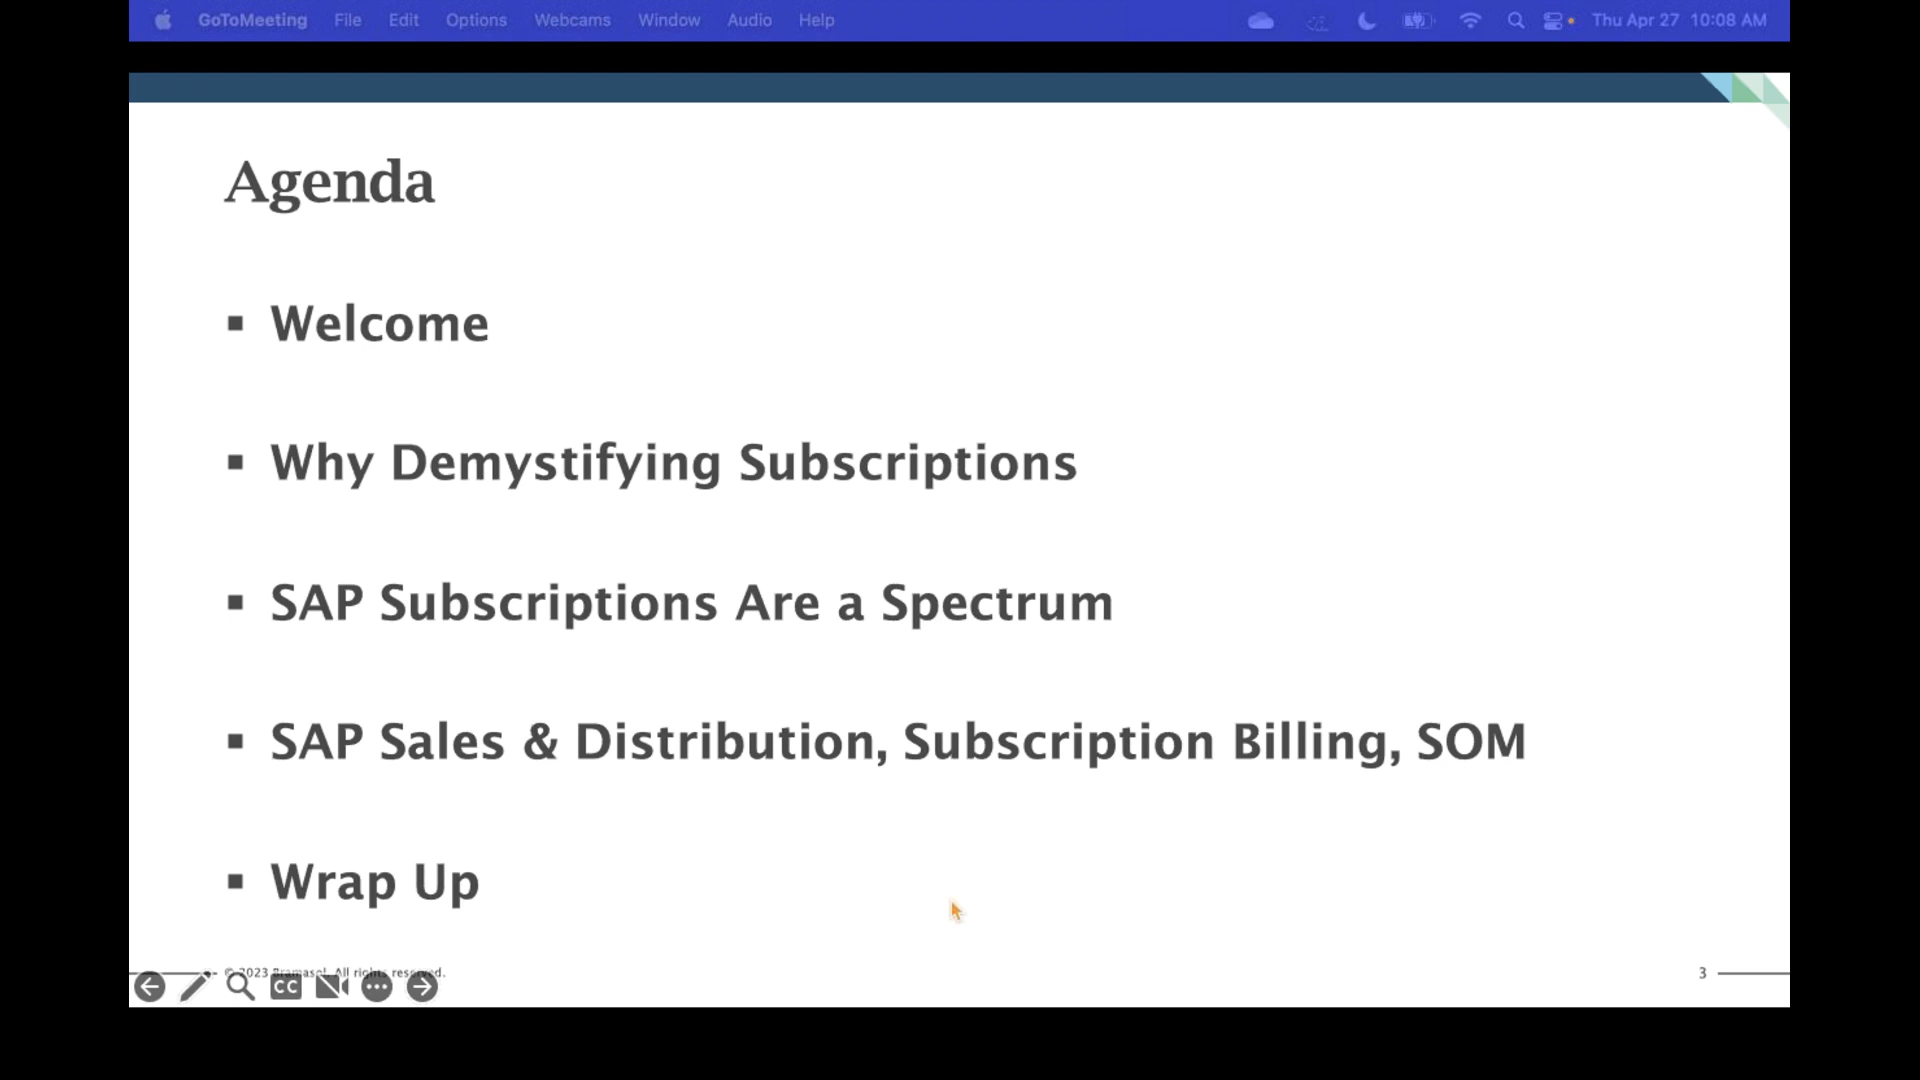 GoToMeeting File Edit Options Webcams Window Audio Help Thu Apr 27 10:08 AM
Agenda
▪ Welcome
▪ Why Demystifying Subscriptions
▪ SAP Subscriptions Are a Spectrum
▪ SAP Sales & Distribution, Subscription Billing, SOM
▪ Wrap Up
© 2023 Bramasol. All rights reserved.
3
CC